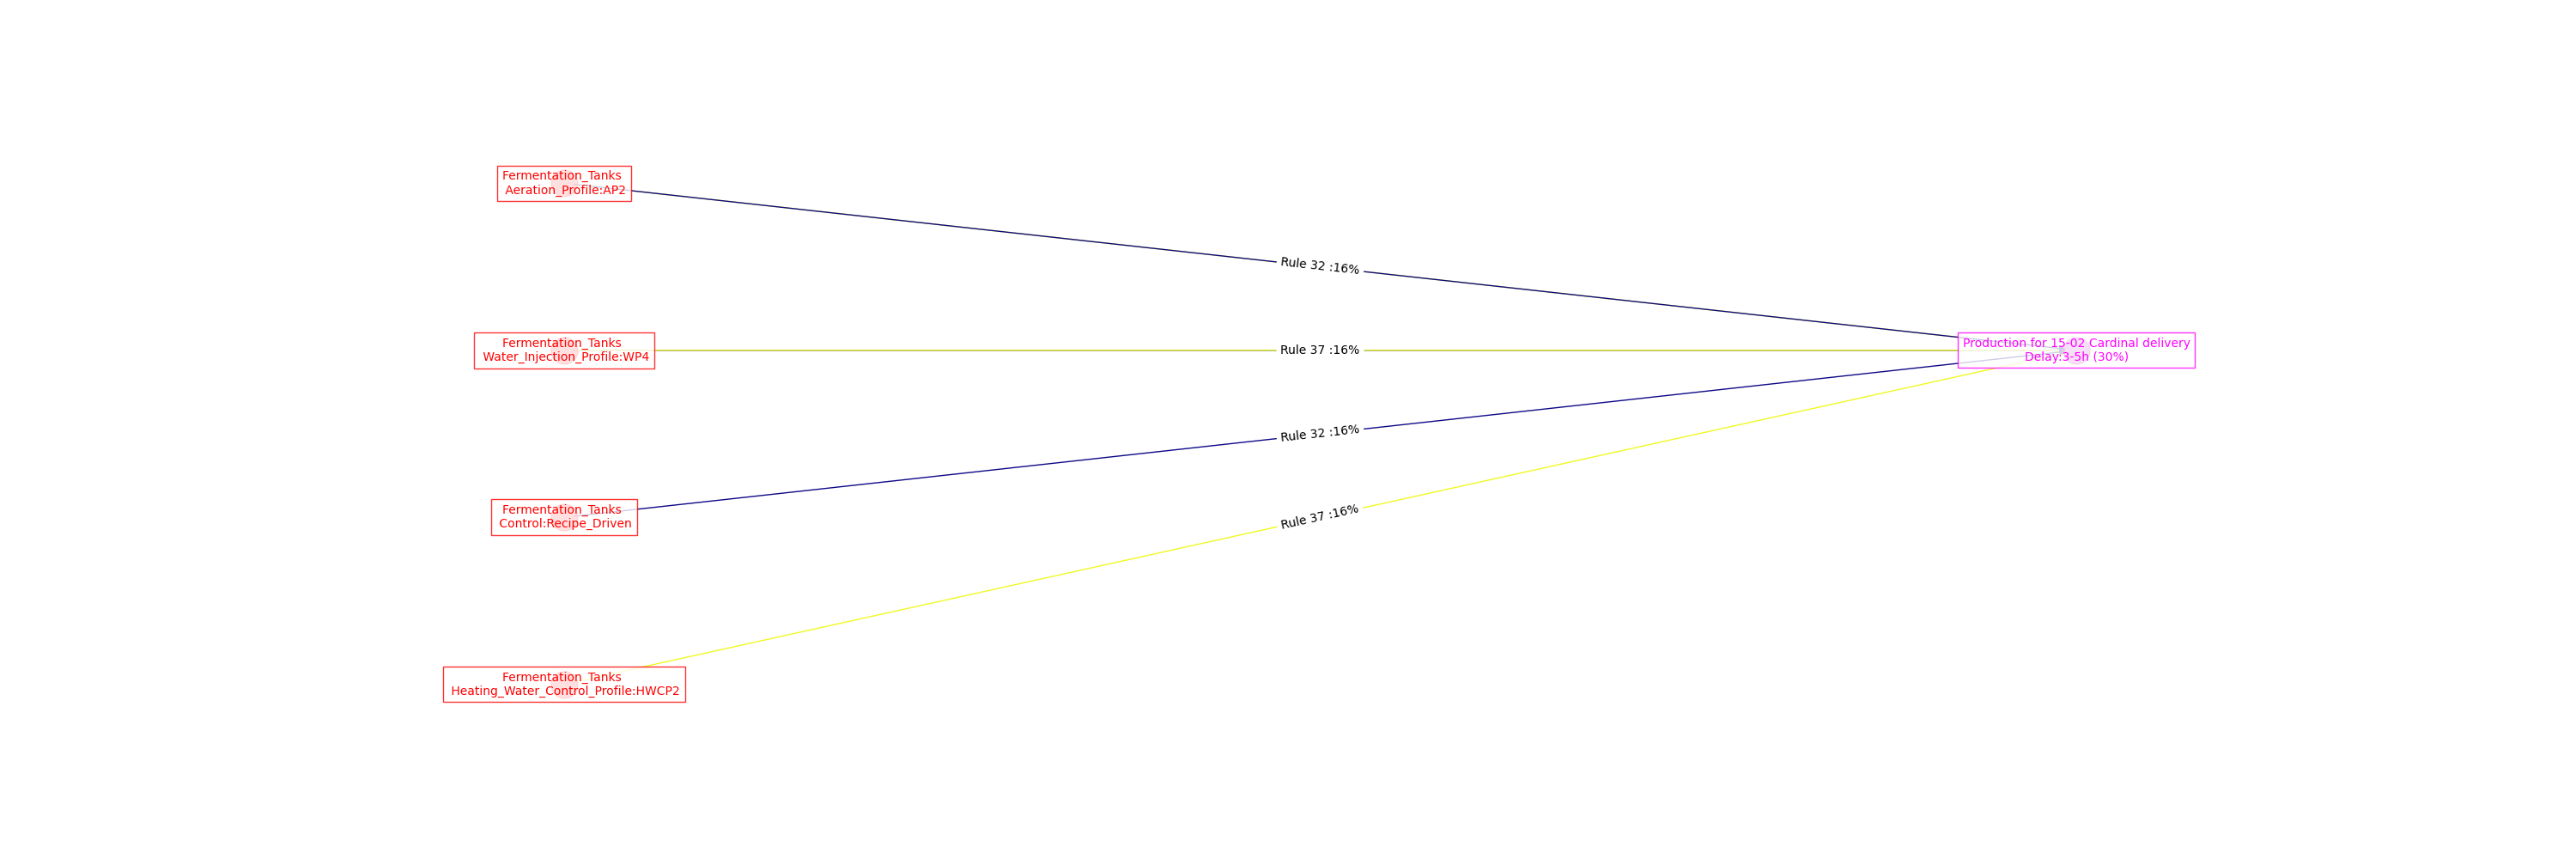 Fermentation_Tanks
Aeration_Profile:AP2
Rule 32 :16%
Fermentation_Tanks
Water_Injection_Profile:WP4
Rule 37 :16%
Production for 15-02 Cardinal delivery
Delay:3-5h (30%)
Rule 32 :16%
Fermentation_Tanks
Control:Recipe_Driven
Rule 37 :16%
Fermentation_Tanks
Heating_Water_Control_Profile:HWCP2